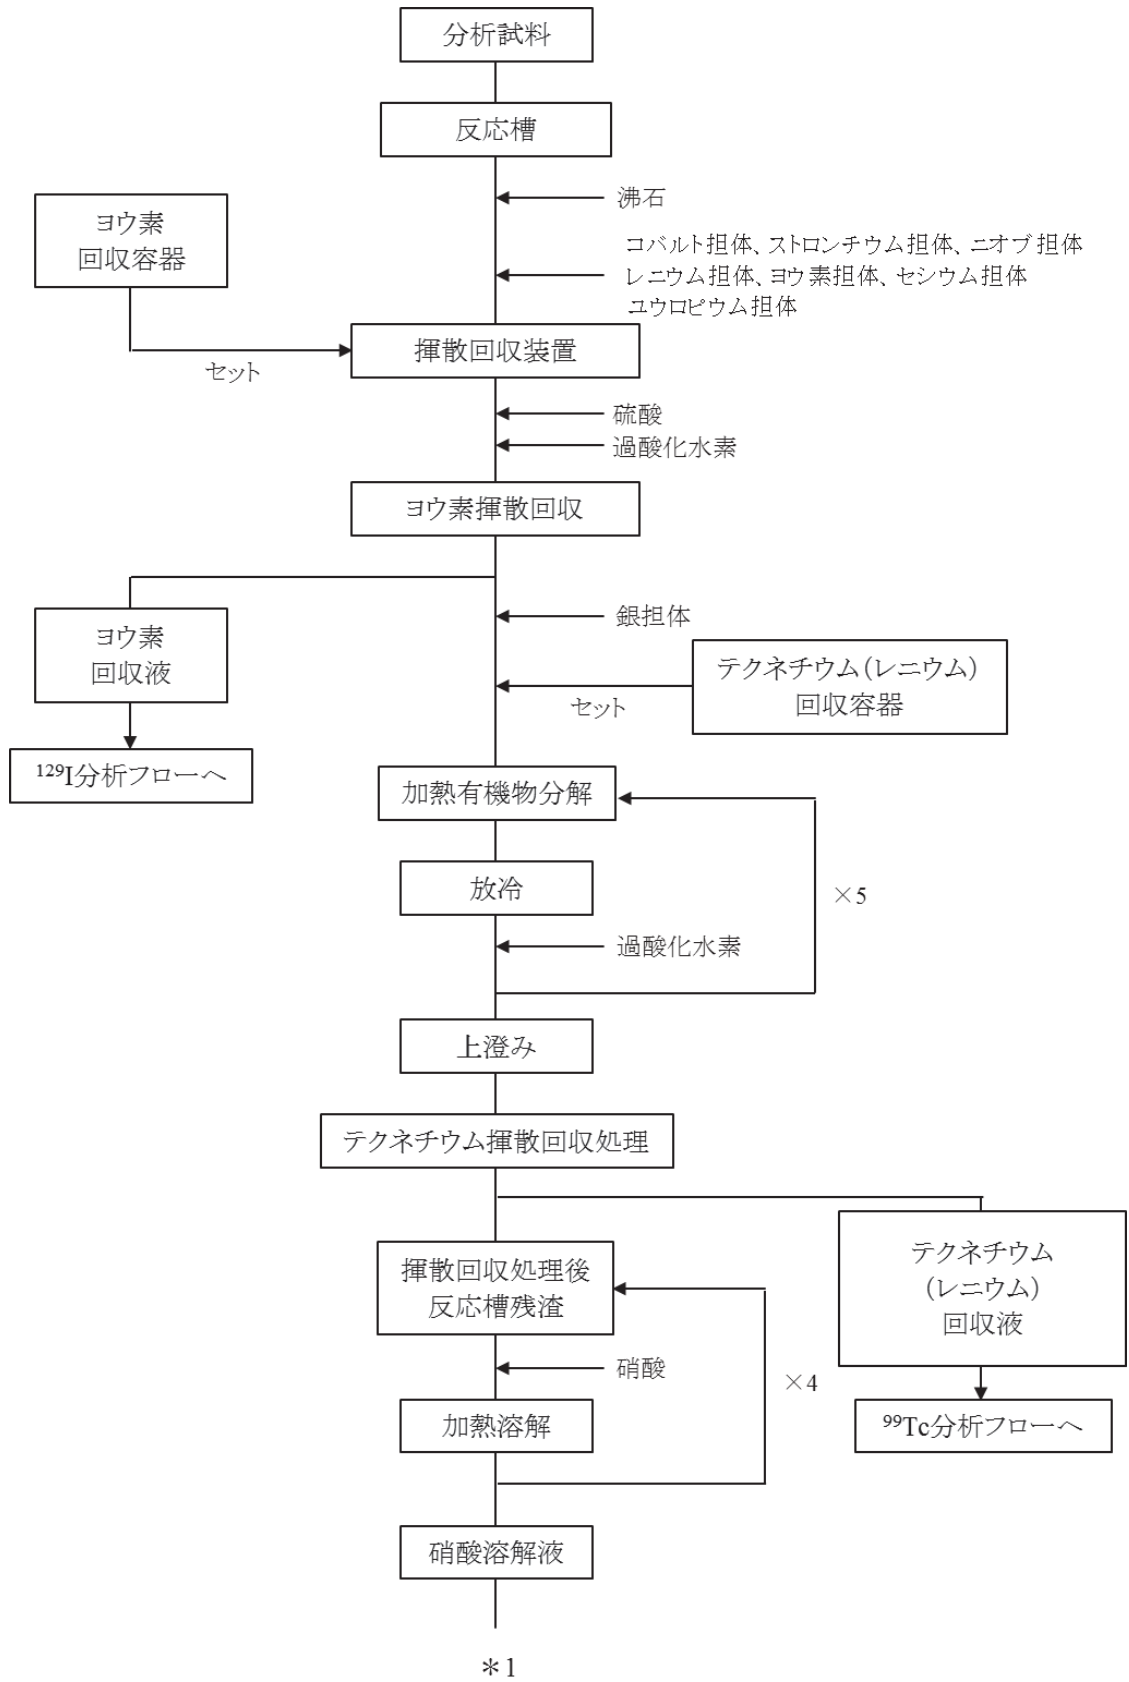 分析試料
反応槽
沸石
ヨウ素
回収容器
コバルト担体、ストロンチウム担体、ニオブ担体
レニウム担体、ヨウ素担体、セシウム担体
ユウロピウム担体
揮散回収装置
セット
硫酸
過酸化水素
ヨウ素揮散回収
銀担体
ヨウ素
回収液
テクネチウム(レニウム)
回収容器
セット
¹²⁹I分析フローへ
加熱有機物分解
放冷
×5
過酸化水素
上澄み
テクネチウム揮散回収処理
揮散回収処理後
反応槽残渣
テクネチウム
(レニウム)
回収液
硝酸
×4
加熱溶解
⁹⁹Tc分析フローへ
硝酸溶解液
＊1